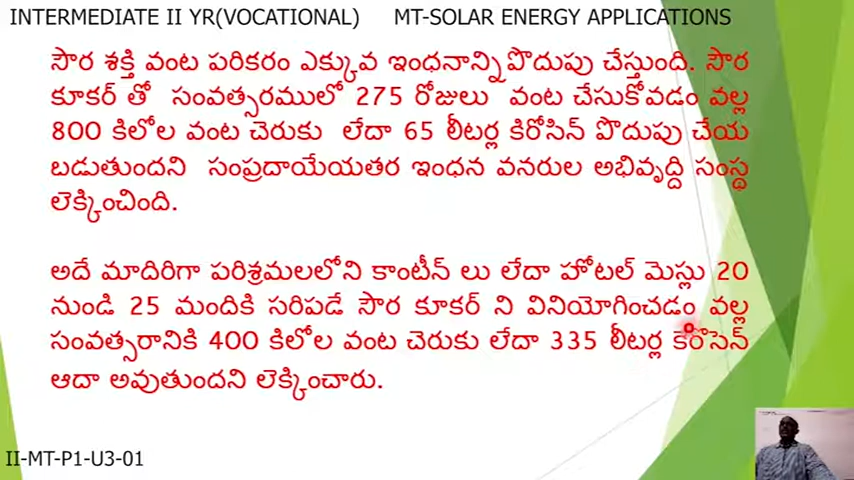 INTERMEDIATE II YR(VOCATIONAL) MT-SOLAR ENERGY APPLICATIONS
సౌర శక్తి వంట పరికరం ఎక్కువ ఇంధనాన్ని పొదుపు చేస్తుంది. సౌర
కూకర్ తో సంవత్సరములో 275 రోజులు వంట చేసుకోవడం వల్ల
800 కిలోల వంట చెరుకు లేదా 65 లీటర్ల కిరోసిన్ పొదుపు చేయ
బడుతుందని సంప్రదాయేయతర ఇంధన వనరుల అభివృద్ది సంస్థ
లెక్కించింది.
అదే మాదిరిగా పరిశ్రమలలోని కాంటీన్ లు లేదా హోటల్ మెస్లు 20
నుండి 25 మందికి సరిపడే సౌర కూకర్ ని వినియోగించడం వల్ల
సంవత్సరానికి 400 కిలోల వంట చెరుకు లేదా 335 లీటర్ల కెరొసెన్
ఆదా అవుతుందని లెక్కించారు.
II-MT-P1-U3-01